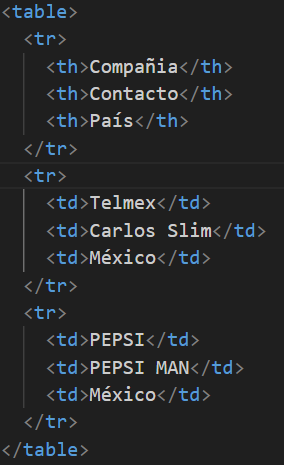 <table>
<tr>
<th>Compañia</th>
<th>Contacto</th>
<th>País</th>
</tr>
<tr>
<td>Telmex</td>
<td>Carlos Slim</td>
<td>México</td>
</tr>
<tr>
<td>PEPSI</td>
<td>PEPSI MAN</td>
<td>México</td>
</tr>
</table>